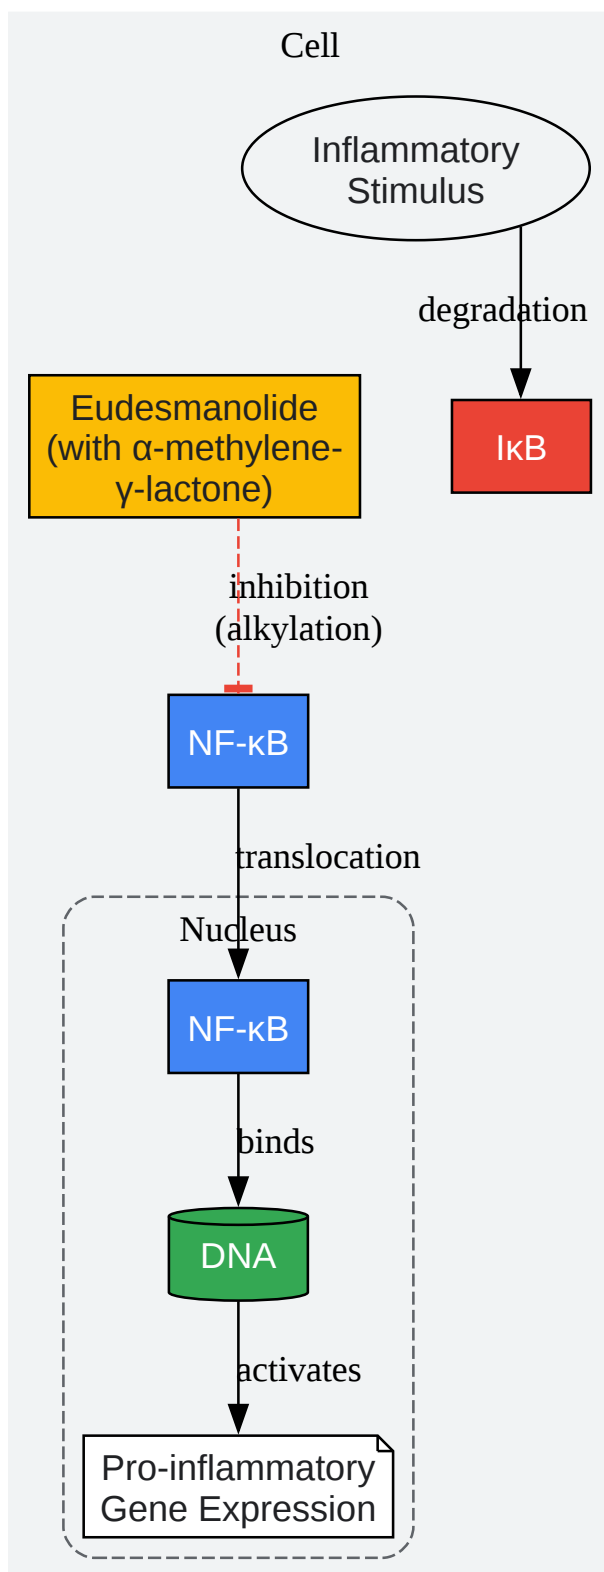 Cell
Inflammatory
Stimulus
degradation
Eudesmanolide
(with α-methylene-
γ-lactone)
IκB
inhibition
(alkylation)
NF-κB
translocation
Nucleus
NF-κB
binds
DNA
activates
Pro-inflammatory
Gene Expression